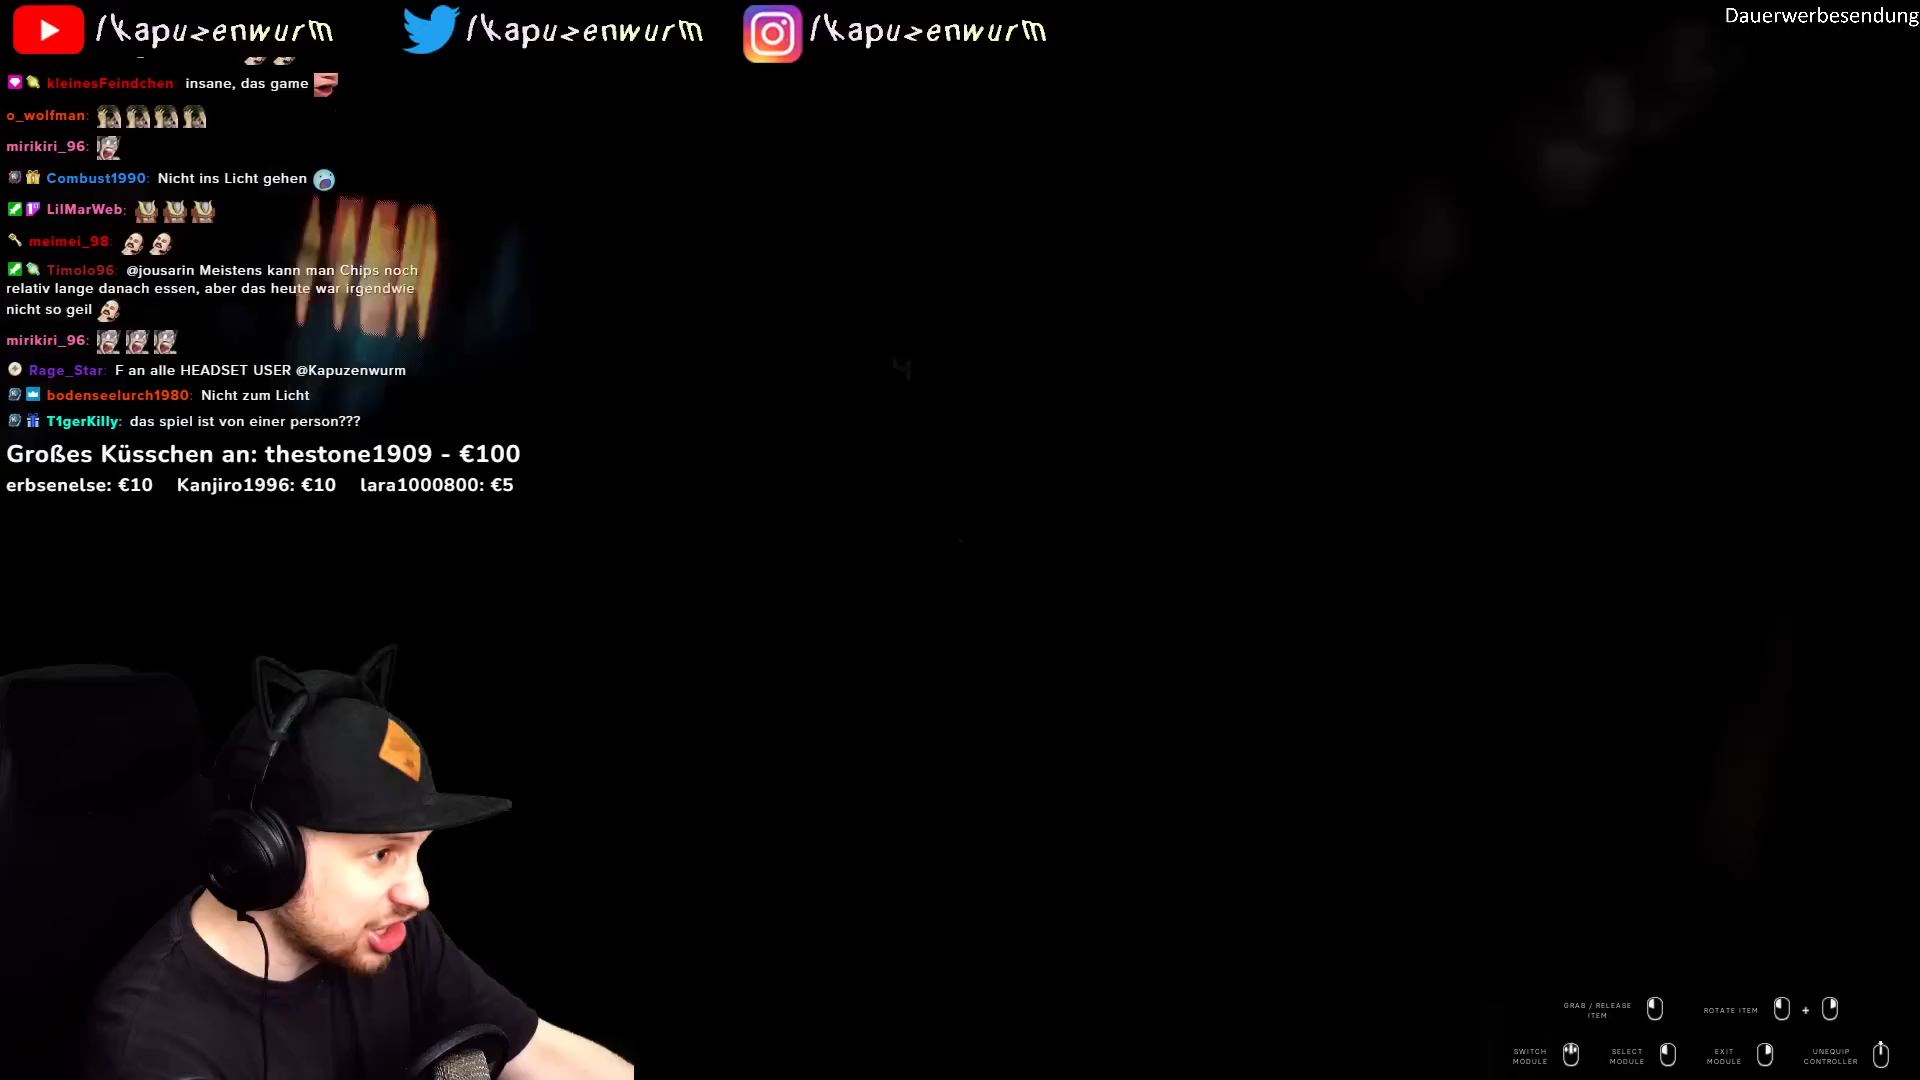 /kapuzenwurm /kapuzenwurm /kapuzenwurm
Dauerwerbesendung
kleinesFeindchen: insane, das game
o_wolfman:
mirikiri_96:
Combust1990: Nicht ins Licht gehen
LilMarWeb:
meimei_98:
Timolo96: @jousarin Meistens kann man Chips noch
relativ lange danach essen, aber das heute war irgendwie
nicht so geil
mirikiri_96:
Rage_Star: F an alle HEADSET USER @Kapuzenwurm
bodenseelurch1980: Nicht zum Licht
T1gerKilly: das spiel ist von einer person???
Großes Küsschen an: thestone1909 - €100
erbsenelse: €10 Kanjiro1996: €10 lara1000800: €5
GRAB / RELEASE
ITEM
ROTATE ITEM +
SWITCH
MODULE
SELECT
MODULE
EXIT
MODULE
UNEQUIP
CONTROLLER